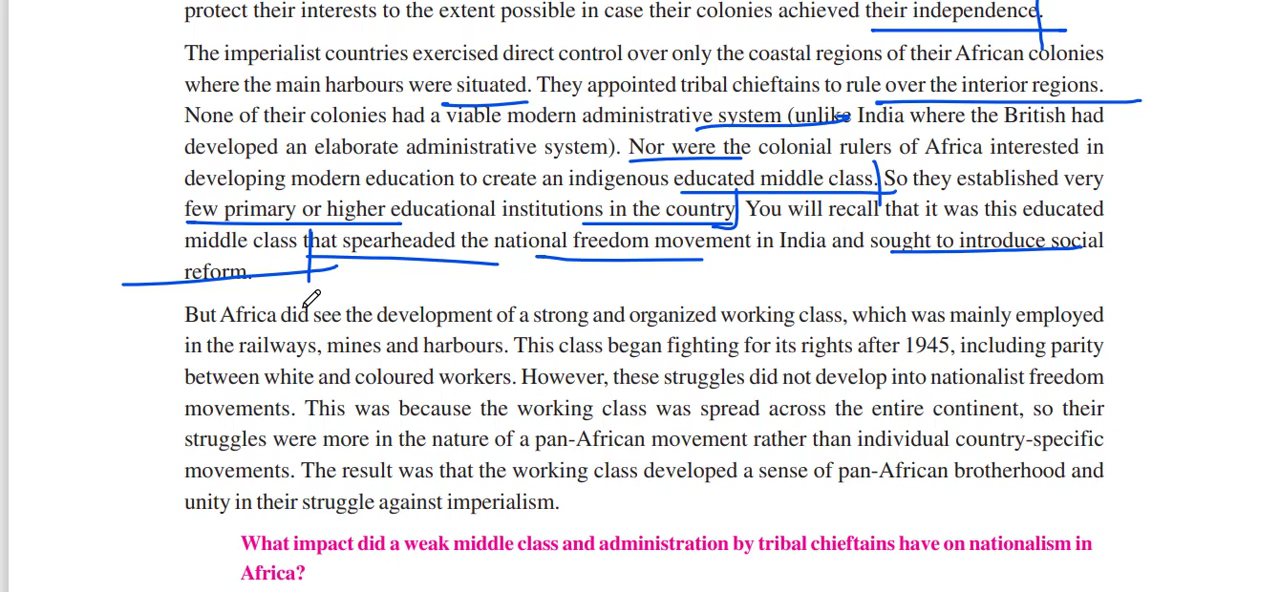 protect their interests to the extent possible in case their colonies achieved their independence.
The imperialist countries exercised direct control over only the coastal regions of their African colonies
where the main harbours were situated. They appointed tribal chieftains to rule over the interior regions.
None of their colonies had a viable modern administrative system (unlike India where the British had
developed an elaborate administrative system). Nor were the colonial rulers of Africa interested in
developing modern education to create an indigenous educated middle class. So they established very
few primary or higher educational institutions in the country. You will recall that it was this educated
middle class that spearheaded the national freedom movement in India and sought to introduce social
reform.
But Africa did see the development of a strong and organized working class, which was mainly employed
in the railways, mines and harbours. This class began fighting for its rights after 1945, including parity
between white and coloured workers. However, these struggles did not develop into nationalist freedom
movements. This was because the working class was spread across the entire continent, so their
struggles were more in the nature of a pan-African movement rather than individual country-specific
movements. The result was that the working class developed a sense of pan-African brotherhood and
unity in their struggle against imperialism.
What impact did a weak middle class and administration by tribal chieftains have on nationalism in
Africa?